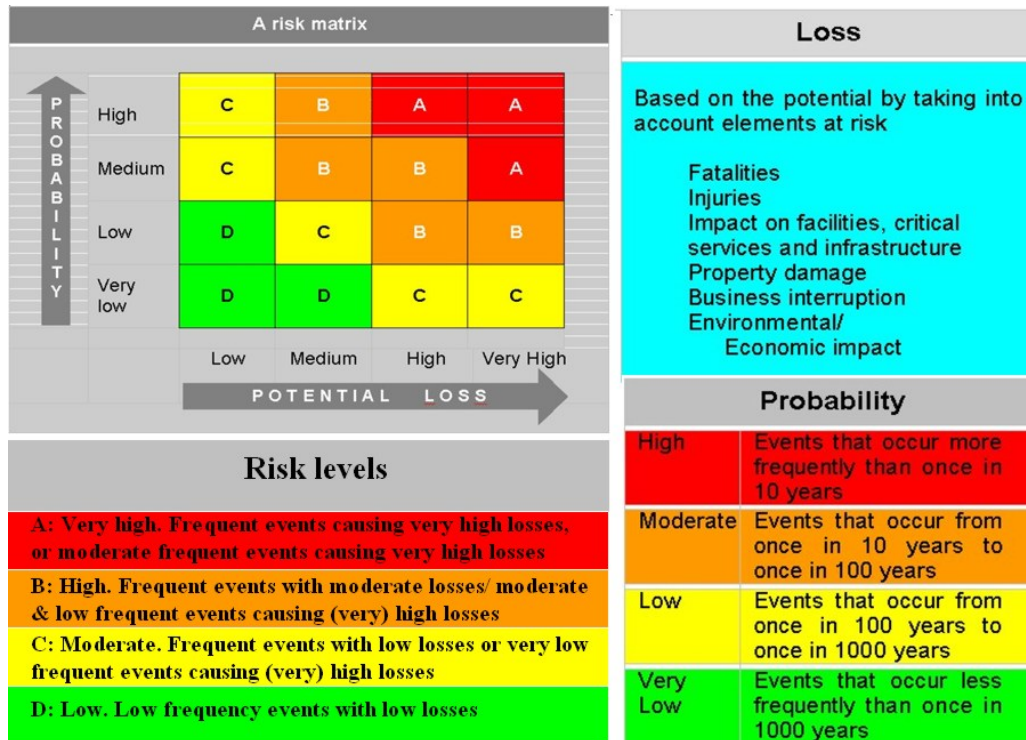 A risk matrix
PROBABILITY
High
C B A A
Medium
C B B A
Low
D C B B
Very
low
D D C C
Low Medium High Very High
POTENTIAL LOSS
Loss
Based on the potential by taking into
account elements at risk
Fatalities
Injuries
Impact on facilities, critical
services and infrastructure
Property damage
Business interruption
Environmental/
Economic impact
Risk levels
A: Very high. Frequent events causing very high losses,
or moderate frequent events causing very high losses
B: High. Frequent events with moderate losses/ moderate
& low frequent events causing (very) high losses
C: Moderate. Frequent events with low losses or very low
frequent events causing (very) high losses
D: Low. Low frequency events with low losses
Probability
High Events that occur more
frequently than once in
10 years
Moderate Events that occur from
once in 10 years to
once in 100 years
Low Events that occur from
once in 100 years to
once in 1000 years
Very Events that occur less
Low frequently than once in
1000 years